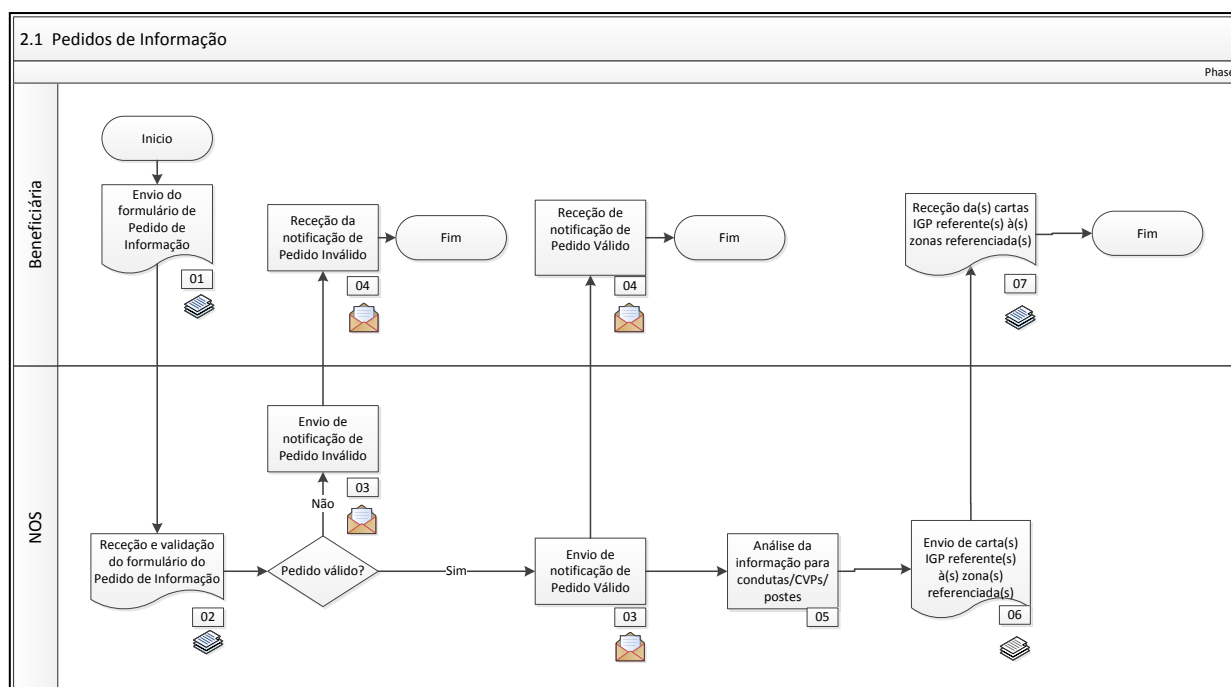 2.1 Pedidos de Informação
Phase
Beneficiária
Inicio
Envio do
formulário de
Pedido de
Informação
01
Receção da
notificação de
Pedido Inválido
04
Fim
Receção de
notificação de
Pedido Válido
04
Fim
Receção da(s) cartas
IGP referente(s) à(s)
zonas referenciada(s)
07
Fim
NOS
Receção e validação
do formulário do
Pedido de Informação
02
Pedido válido?
Não
Envio de
notificação de
Pedido Inválido
03
Sim
Envio de
notificação de
Pedido Válido
03
Análise da
informação para
condutas/CVPs/
postes
05
Envio de carta(s)
IGP referente(s)
à(s) zona(s)
referenciada(s)
06